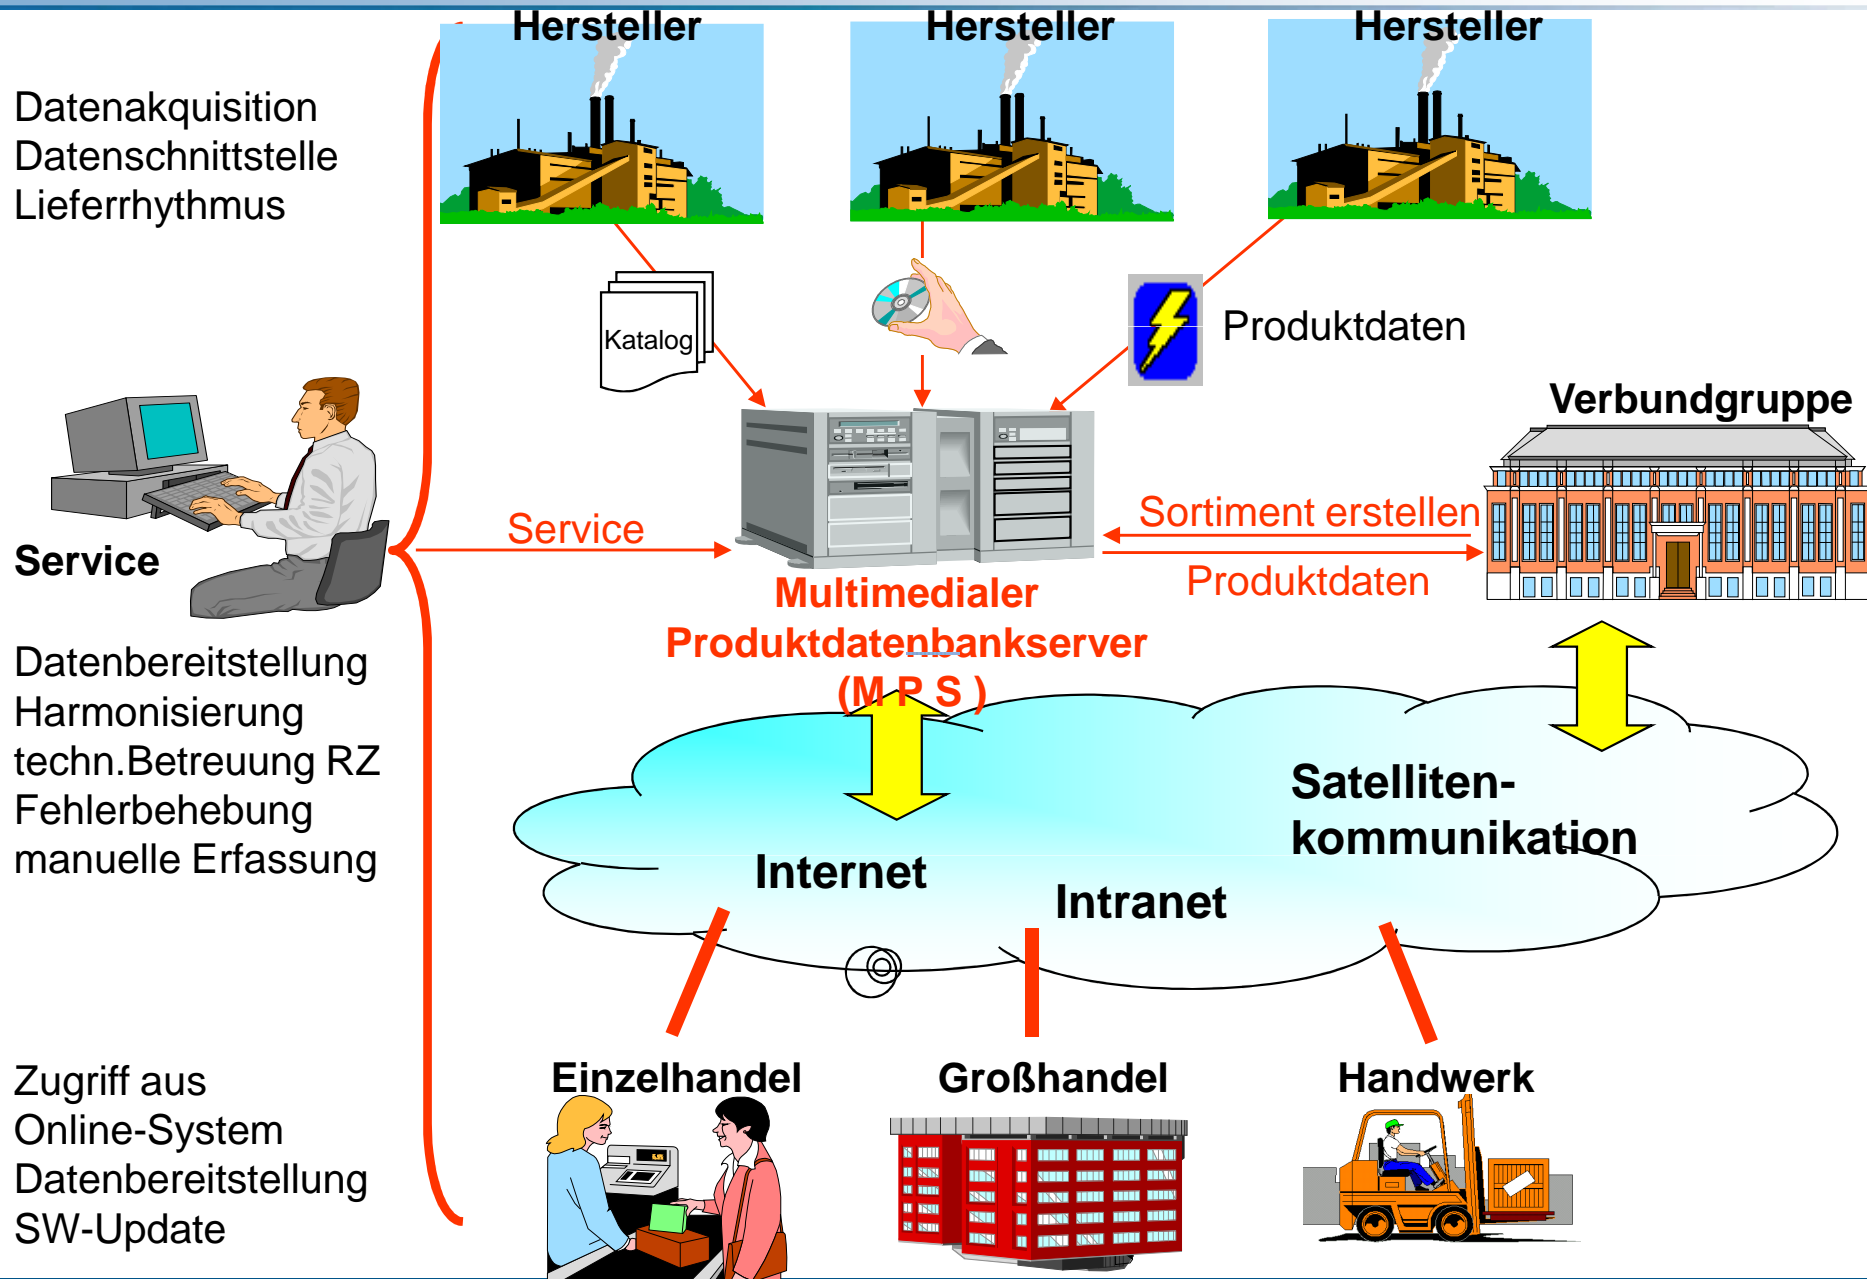 Hersteller
Hersteller
Hersteller
Datenakquisition
Datenschnittstelle
Lieferrhythmus
Katalog
Produktdaten
Verbundgruppe
Service
Service
Sortiment erstellen
Produktdaten
Multimedialer
Produktdatenbankserver
(M P S )
Datenbereitstellung
Harmonisierung
techn.Betreuung RZ
Fehlerbehebung
manuelle Erfassung
Satelliten-
kommunikation
Internet
Intranet
Zugriff aus
Online-System
Datenbereitstellung
SW-Update
Einzelhandel
Großhandel
Handwerk